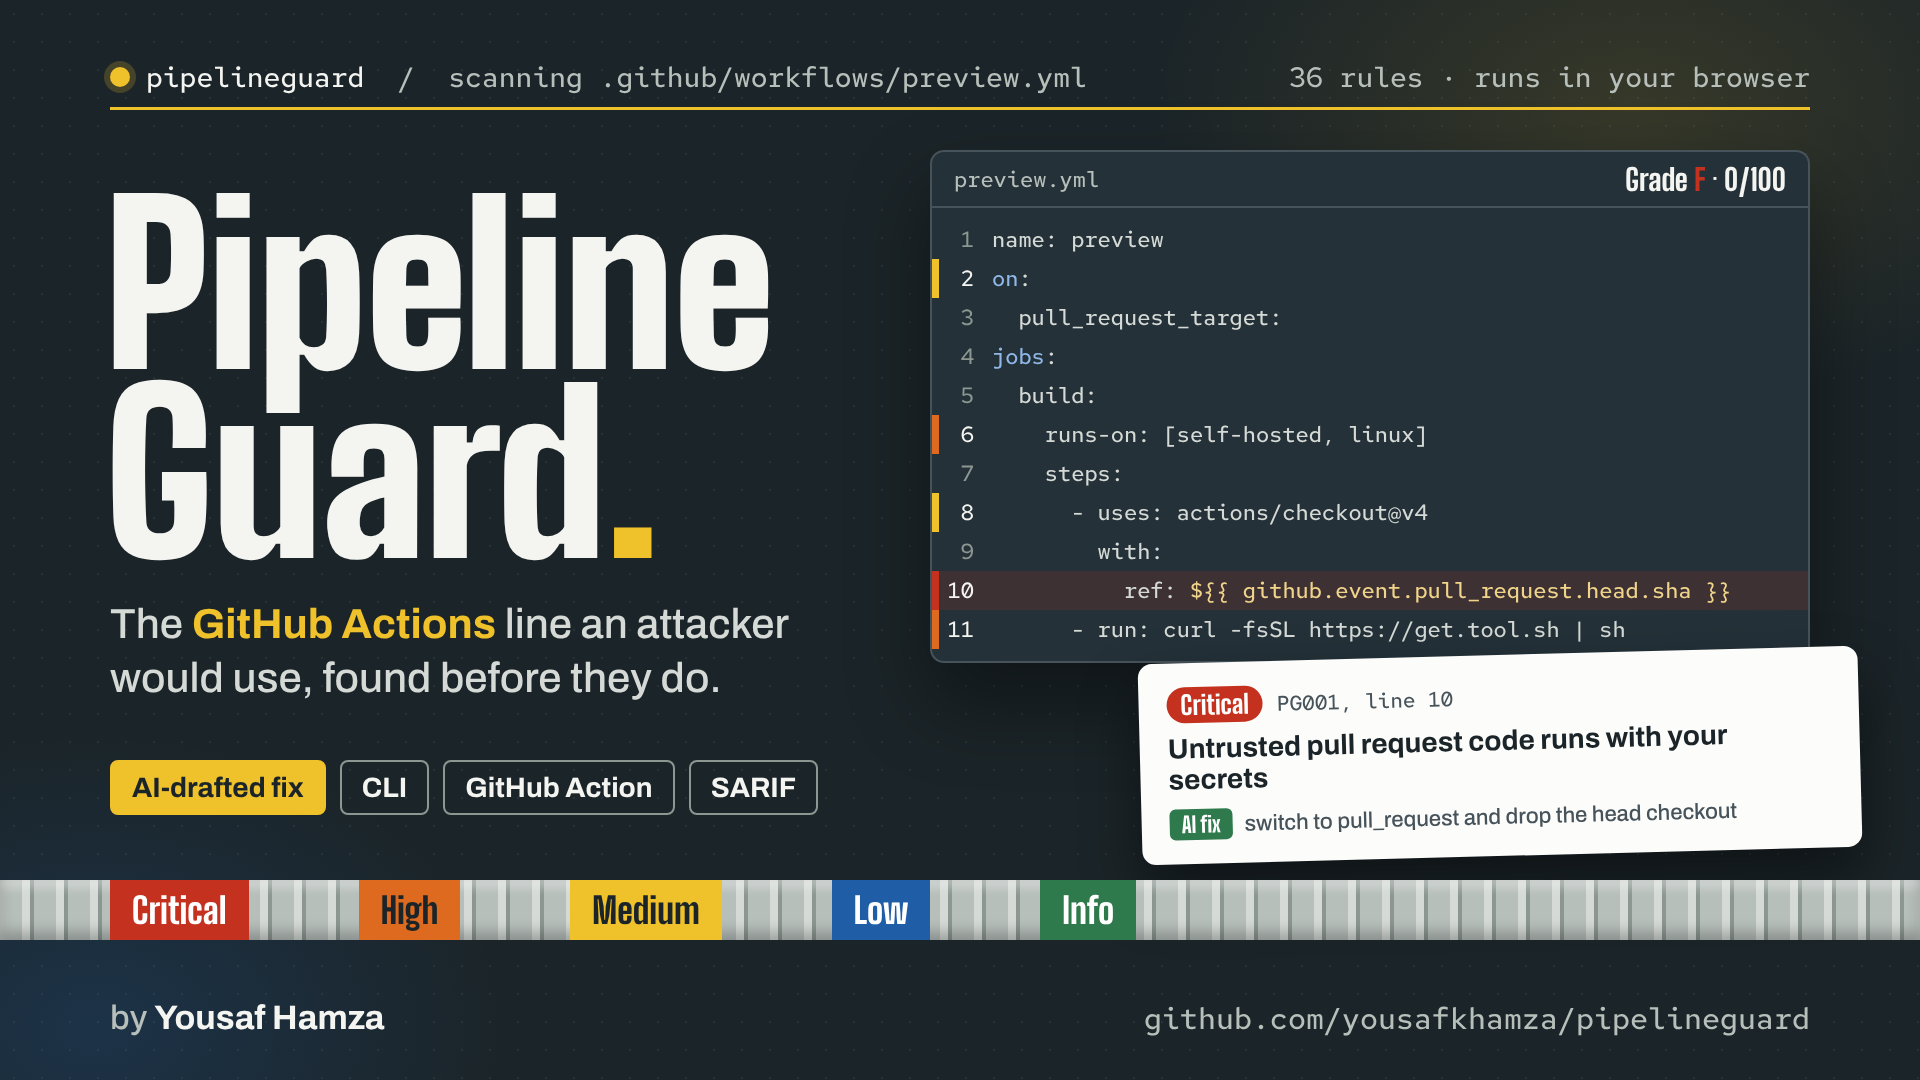 pipelineguard / scanning .github/workflows/preview.yml
36 rules · runs in your browser
Pipeline
Guard.
The GitHub Actions line an attacker
would use, found before they do.
AI-drafted fix
CLI
GitHub Action
SARIF
preview.yml
Grade F · 0/100
1 name: preview
2 on:
3 pull_request_target:
4 jobs:
5 build:
6 runs-on: [self-hosted, linux]
7 steps:
8 - uses: actions/checkout@v4
9 with:
10 ref: ${{ github.event.pull_request.head.sha }}
11 - run: curl -fsSL https://get.tool.sh | sh
Critical PG001, line 10
Untrusted pull request code runs with your
secrets
AI fix switch to pull_request and drop the head checkout
Critical
High
Medium
Low
Info
by Yousaf Hamza
github.com/yousafkhamza/pipelineguard